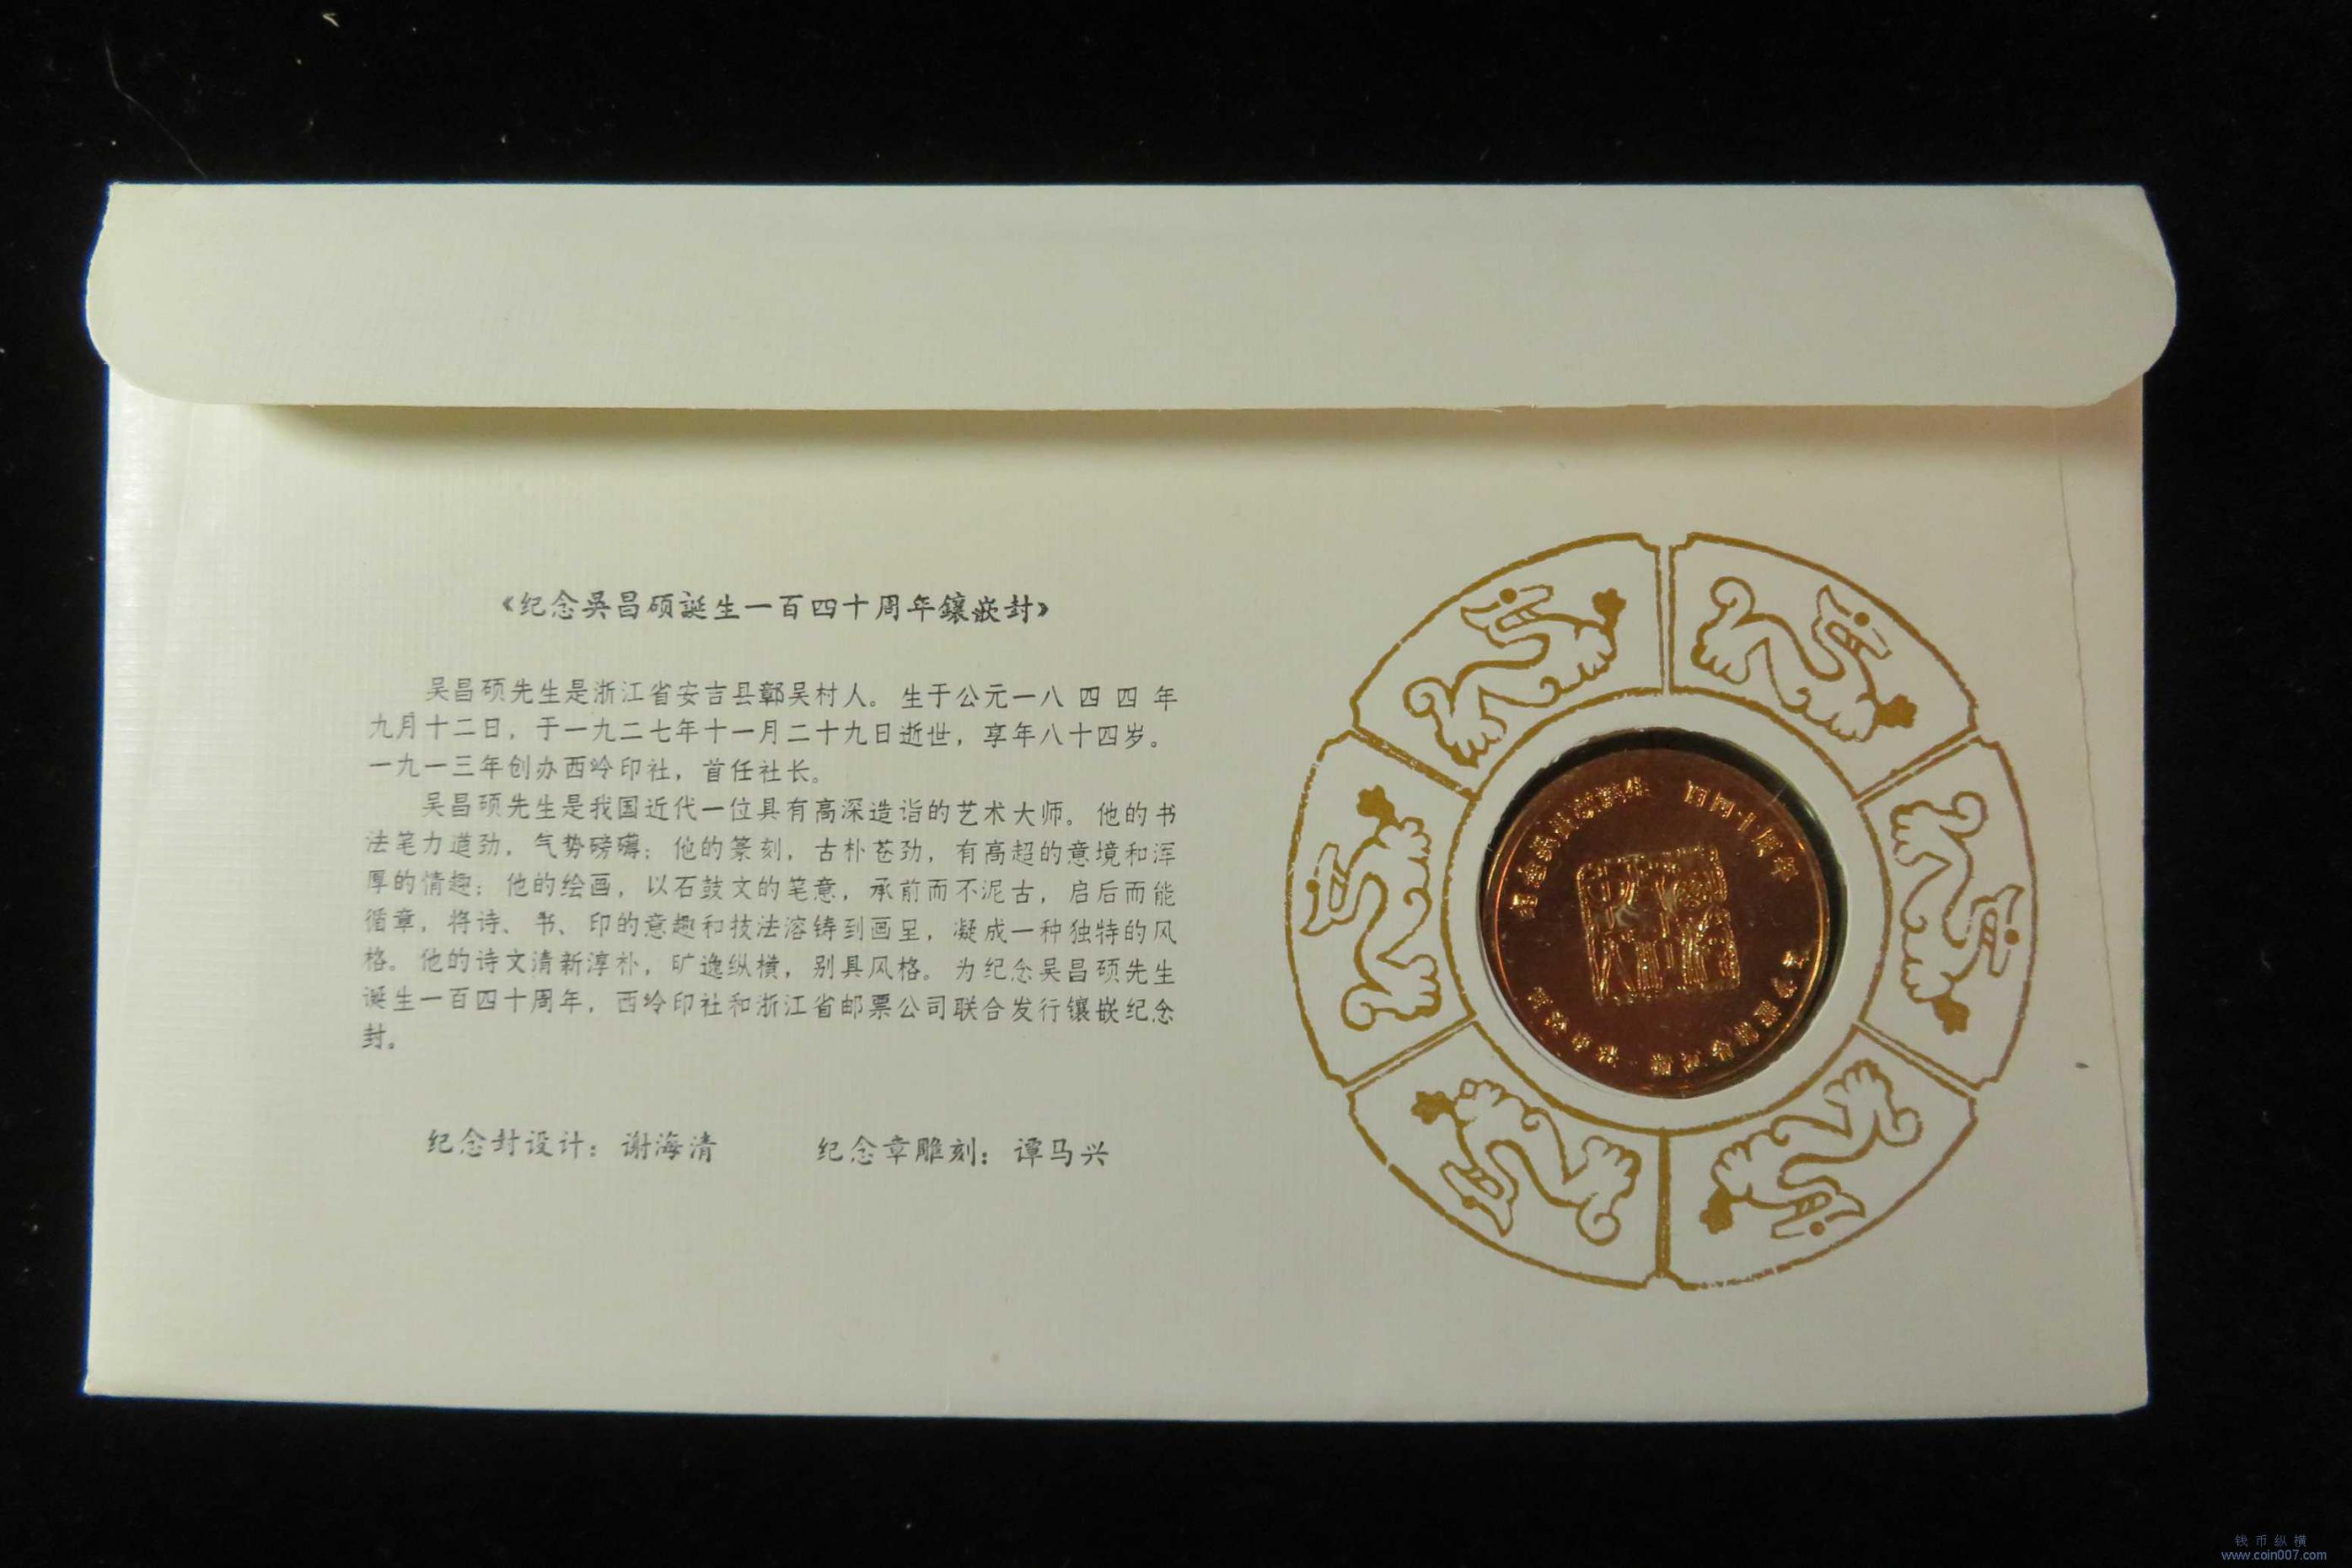 《纪念吳昌硕誕生一百四十周年鑲嵌封》
吴昌硕先生是浙江省安吉县鄣吴村人。生于公元一八四四年
九月十二日，于一九二七年十一月二十九日逝世，享年八十四岁。
一九一三年创办西泠印社，首任社长。
吴昌硕先生是我国近代一位具有高深造诣的艺术大师。他的书
法笔力遒劲，气势磅礴；他的篆刻，古朴苍劲，有高超的意境和浑
厚的情趣；他的绘画，以石鼓文的笔意，承前而不泥古，启后而能
循章，将诗、书、印的意趣和技法溶铸到画里，凝成一种独特的风
格。他的诗文清新淳朴，旷逸纵横，别具风格。为纪念吴昌硕先生
诞生一百四十周年，西泠印社和浙江省邮票公司联合发行镶嵌纪念
封。
纪念封设计：谢海清 纪念章雕刻：谭马兴
百四十周年
钱币纵横
www.coin007.com